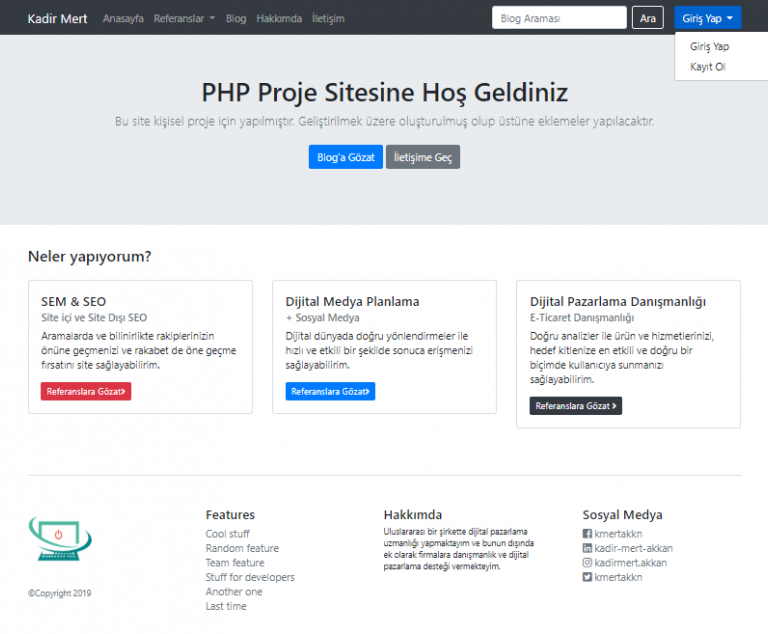 Kadir Mert Anasayfa Referanslar Blog Hakkımda İletişim Blog Araması Ara Giriş Yap
Giriş Yap
Kayıt Ol
PHP Proje Sitesine Hoş Geldiniz
Bu site kişisel proje için yapılmıştır. Geliştirilmek üzere oluşturulmuş olup üstüne eklemeler yapılacaktır.
Blog'a Gözat İletişime Geç
Neler yapıyorum?
SEM & SEO
Site içi ve Site Dışı SEO
Aramalarda ve bilinirlikte rakiplerinizin
önüne geçmenizi ve rakabet de öne geçme
fırsatını site sağlayabilirim.
Referanslara Gözat
Dijital Medya Planlama
+ Sosyal Medya
Dijital dünyada doğru yönlendirmeler ile
hızlı ve etkili bir şekilde sonuca erişmenizi
sağlayabilirim.
Referanslara Gözat
Dijital Pazarlama Danışmanlığı
E-Ticaret Danışmanlığı
Doğru analizler ile ürün ve hizmetlerinizi,
hedef kitlenize en etkili ve doğru bir
biçimde kullanıcıya sunmanızı
sağlayabilirim.
Referanslara Gözat
©Copyright 2019
Features
Cool stuff
Random feature
Team feature
Stuff for developers
Another one
Last time
Hakkımda
Uluslararası bir şirkette dijital pazarlama
uzmanlığı yapmaktayım ve bunun dışında
ek olarak firmalara danışmanlık ve dijital
pazarlama desteği vermekteyim.
Sosyal Medya
kmertakkn
kadir-mert-akkan
kadirmert.akkan
kmertakkn